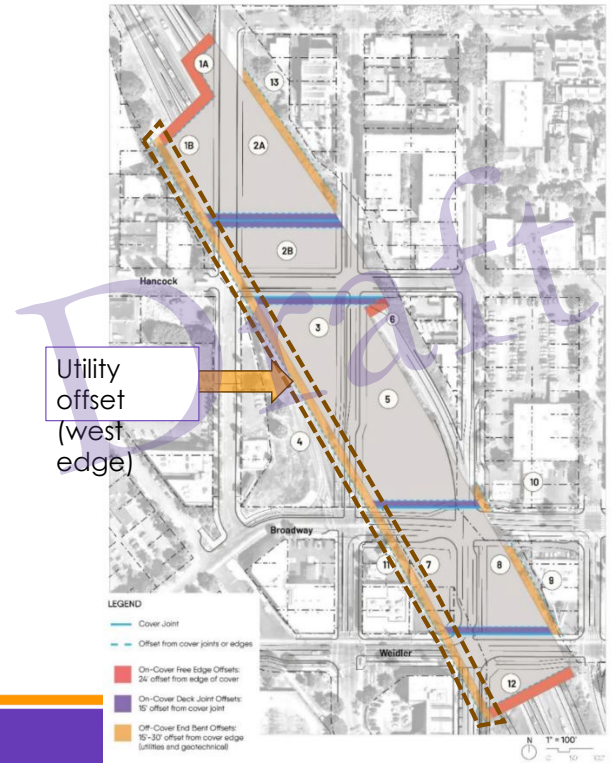 1A
13
1B
2A
2B
Hancock
3
6
Draft
Utility
offset
(west
edge)
5
4
10
Broadway
11
7
8
9
LEGEND
Cover Joint
Offset from cover joints or edges
On-Cover Free Edge Offsets:
24' offset from edge of cover
On-Cover Deck Joint Offsets:
15' offset from cover joint
Off-Cover End Bent Offsets:
15'-30' offset from cover edge
(utilities and geotechnical)
Weidler
12
N
1" = 100'
0 50 100